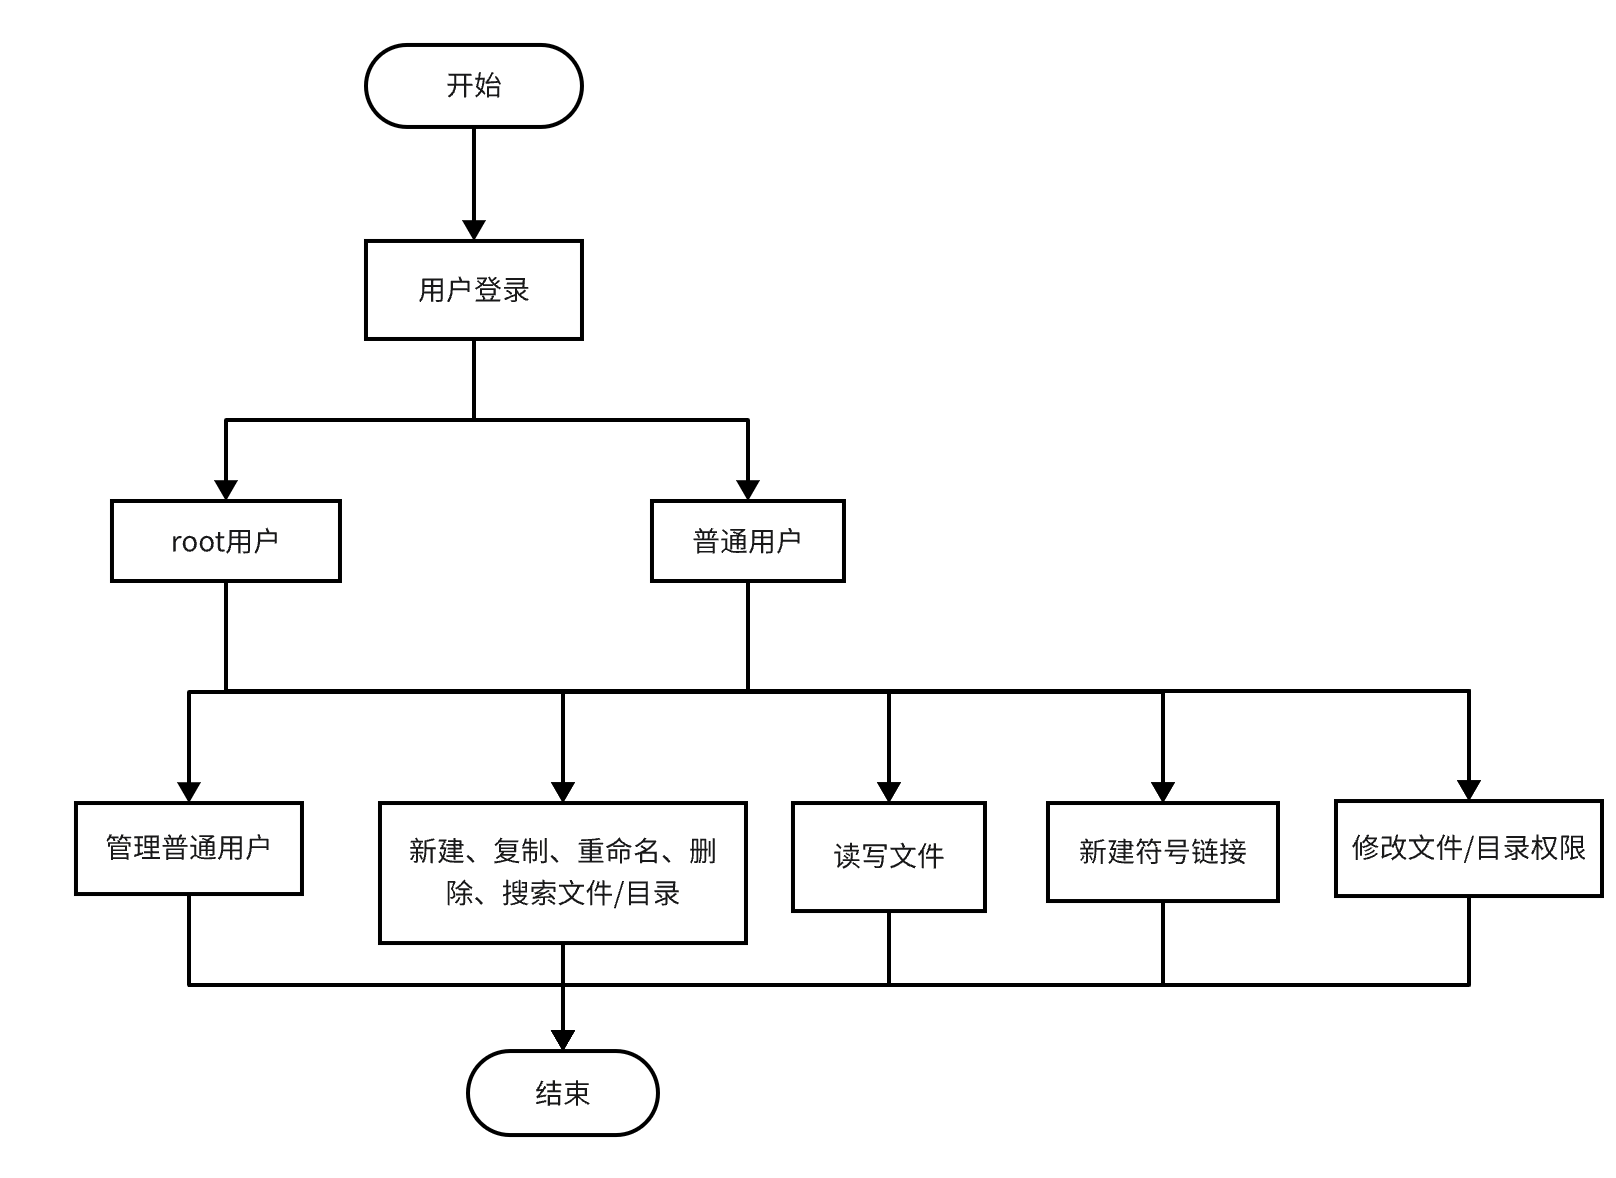 开始
用户登录
root用户
普通用户
管理普通用户
新建、复制、重命名、删
除、搜索文件/目录
读写文件
新建符号链接
修改文件/目录权限
结束